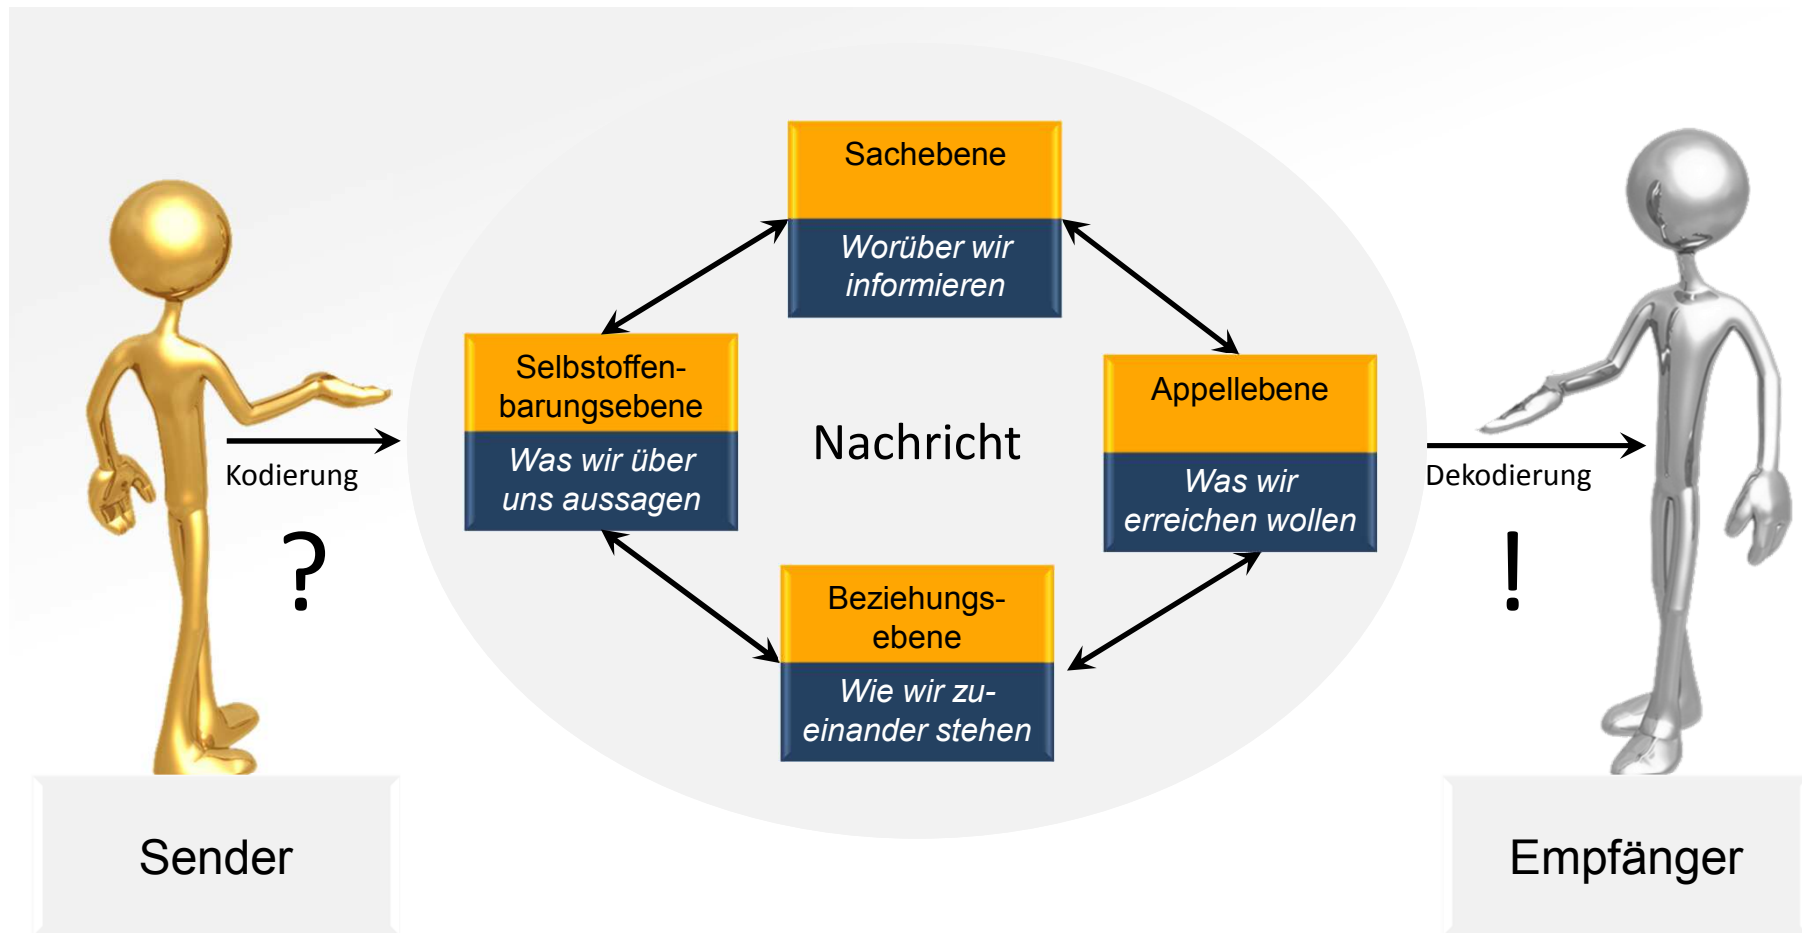 Sachebene
Worüber wir
informieren
Selbstoffen-
barungsebene
Was wir über
uns aussagen
Nachricht
Appellebene
Was wir
erreichen wollen
Kodierung
?
Dekodierung
!
Beziehungs-
ebene
Wie wir zu-
einander stehen
Sender
Empfänger